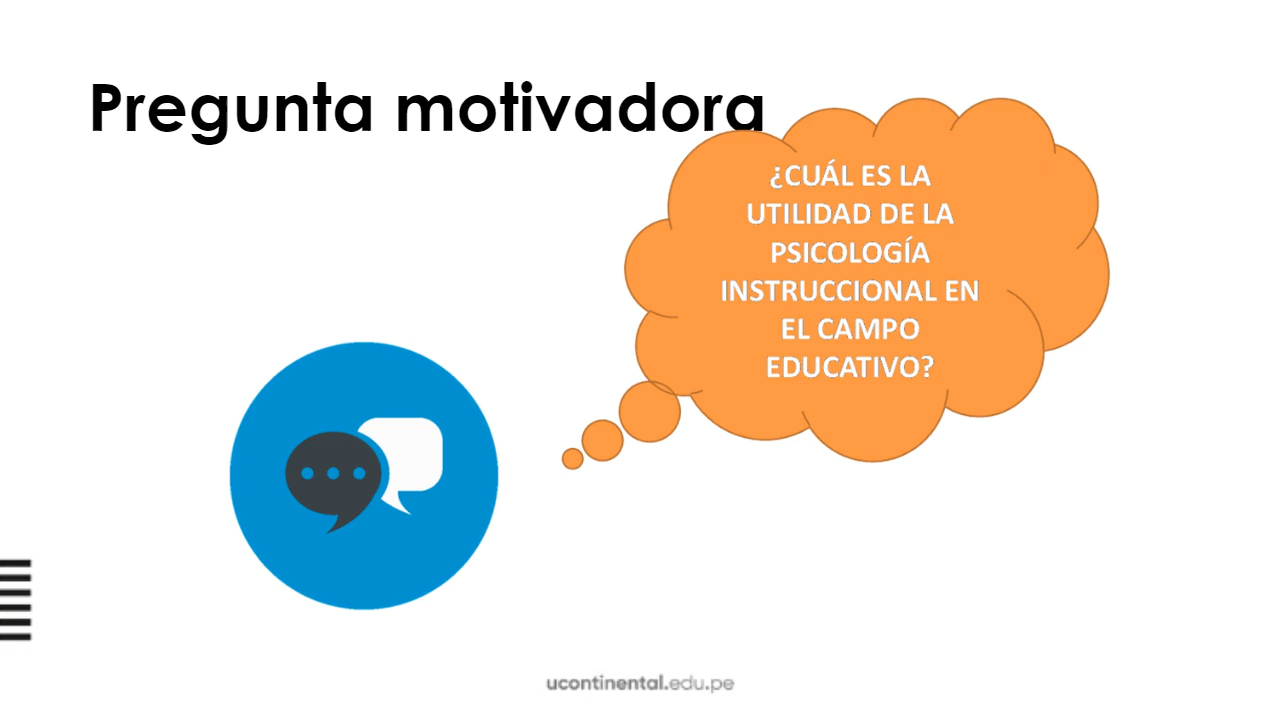 Pregunta motivadora
¿CUÁL ES LA
UTILIDAD DE LA
PSICOLOGÍA
INSTRUCCIONAL EN
EL CAMPO
EDUCATIVO?
ucontinental.edu.pe